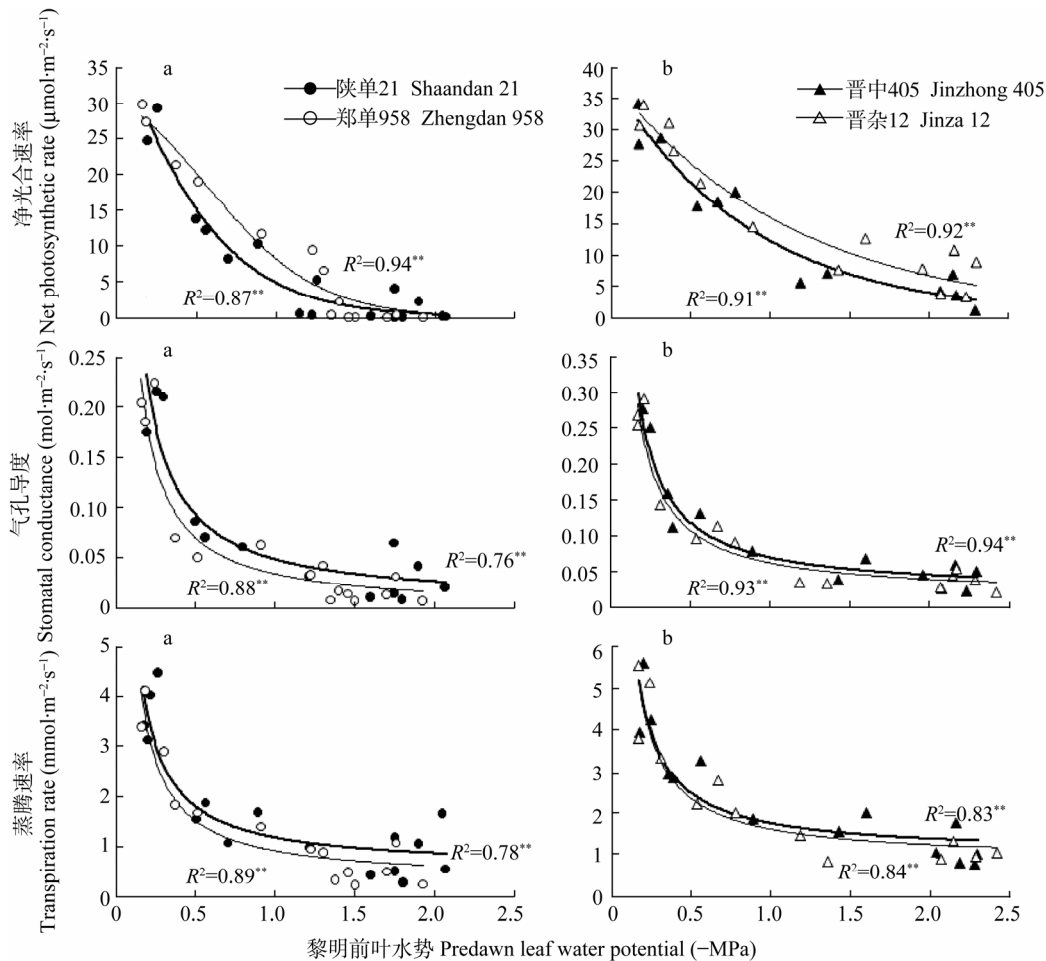 净光合速率
Net photosynthetic rate (μmol·m⁻²·s⁻¹)
a
35
30
25
20
15
10
5
0
陕单21 Shaandan 21
郑单958 Zhengdan 958
R²=0.94**
R²=0.87**
b
40
35
30
25
20
15
10
5
0
晋中405 Jinzhong 405
晋杂12 Jinza 12
R²=0.92**
R²=0.91**
气孔导度
Stomatal conductance (mol·m⁻²·s⁻¹)
a
0.25
0.20
0.15
0.10
0.05
0
R²=0.76**
R²=0.88**
b
0.35
0.30
0.25
0.20
0.15
0.10
0.05
0
R²=0.94**
R²=0.93**
蒸腾速率
Transpiration rate (mmol·m⁻²·s⁻¹)
a
5
4
3
2
1
0
R²=0.78**
R²=0.89**
0 0.5 1.0 1.5 2.0 2.5
b
6
5
4
3
2
1
0
R²=0.83**
R²=0.84**
0 0.5 1.0 1.5 2.0 2.5
黎明前叶水势 Predawn leaf water potential (−MPa)